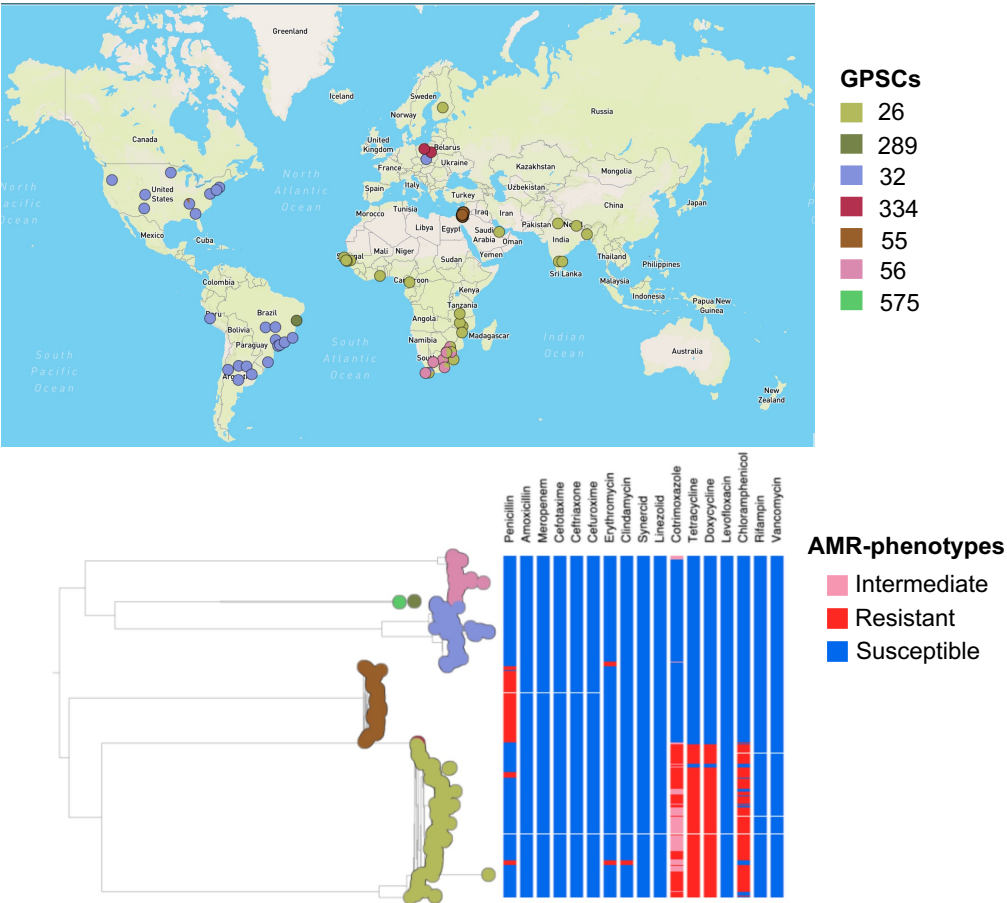 Greenland
Iceland
Sweden
Norway
Russia
Canada
United
Kingdom
Belarus
Ukraine
France
Kazakhstan
Mongolia
North
Atlantic
Ocean
United
States
Spain
Italy
Turkey
Uzbekistan
China
Japan
Morocco
Tunisia
Iraq
Iran
Libya
Egypt
Pakistan
Mexico
Cuba
Saudi
Arabia
Oman
India
Mali
Niger
Sudan
Yemen
Thailand
Philippines
Sri Lanka
Malaysia
Colombia
Kenya
Indonesia
Papua New
Guinea
Tanzania
Brazil
Bolivia
Angola
Madagascar
Namibia
Paraguay
South
Pacific
Ocean
South
Atlantic
Ocean
Indian
Ocean
Australia
New
Zealand
GPSCs
26
289
32
334
55
56
575
Penicillin
Amoxicillin
Meropenem
Cefotaxime
Ceftriaxone
Cefuroxime
Erythromycin
Clindamycin
Synercid
Linezolid
Cotrimoxazole
Tetracycline
Doxycycline
Levofloxacin
Chloramphenicol
Rifampin
Vancomycin
AMR-phenotypes
Intermediate
Resistant
Susceptible